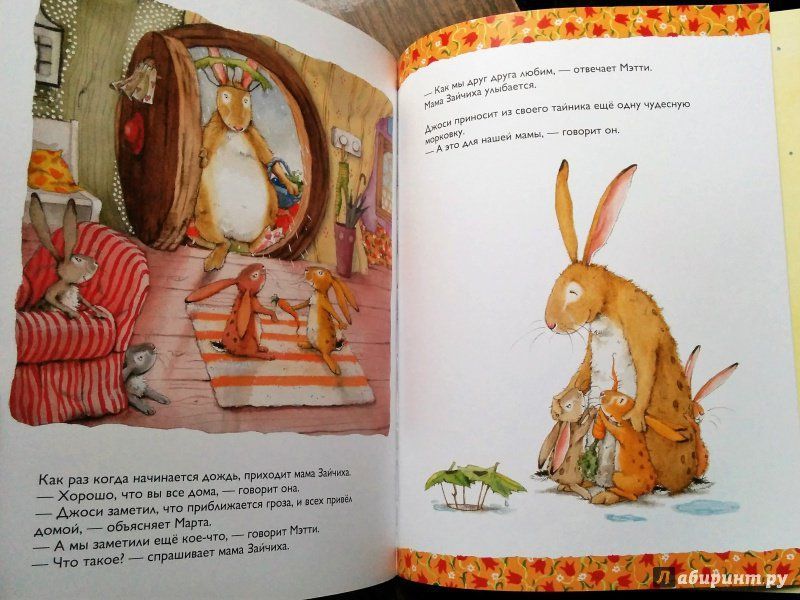 Как раз когда начинается дождь, приходит мама Зайчиха.
— Хорошо, что вы все дома, — говорит она.
— Джоси заметил, что приближается гроза, и всех привёл
домой, — объясняет Марта.
— А мы заметили ещё кое-что, — говорит Мэтти.
— Что такое? — спрашивает мама Зайчиха.
— Как мы друг друга любим, — отвечает Мэтти.
Мама Зайчиха улыбается.
Джоси приносит из своего тайника ещё одну чудесную
морковку.
— А это для нашей мамы, — говорит он.
Лабиринт.ру